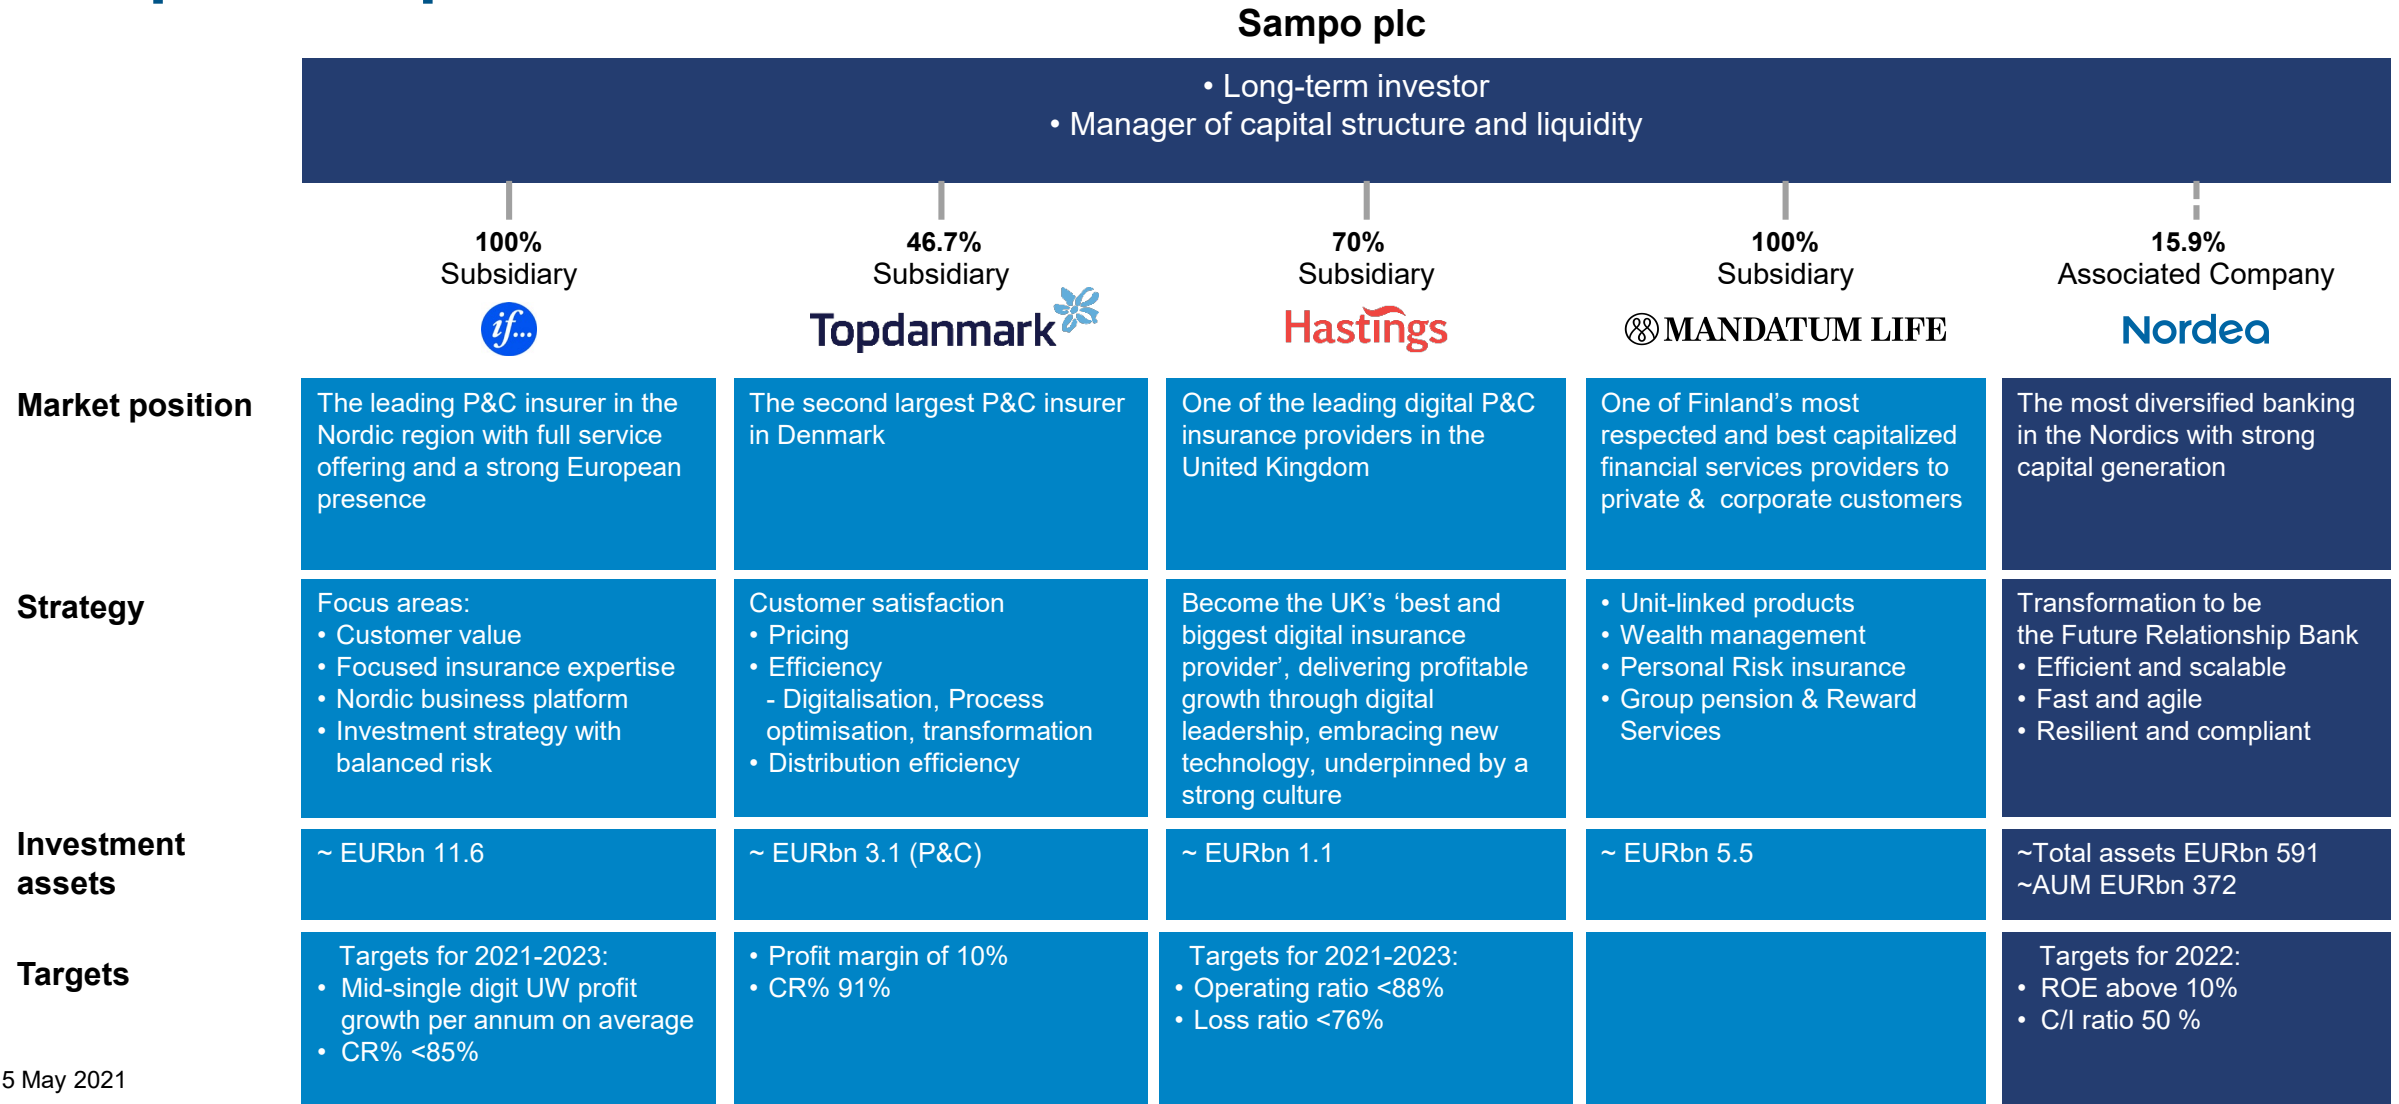 Sampo plc
• Long-term investor
• Manager of capital structure and liquidity
100%
Subsidiary
if...
46.7%
Subsidiary
Topdanmark
70%
Subsidiary
Hastings
100%
Subsidiary
MANDATUM LIFE
15.9%
Associated Company
Nordea
Market position
The leading P&C insurer in the
Nordic region with full service
offering and a strong European
presence
The second largest P&C insurer
in Denmark
One of the leading digital P&C
insurance providers in the
United Kingdom
One of Finland’s most
respected and best capitalized
financial services providers to
private &  corporate customers
The most diversified banking
in the Nordics with strong
capital generation
Strategy
Focus areas:
• Customer value
• Focused insurance expertise
• Nordic business platform
• Investment strategy with
balanced risk
Customer satisfaction
• Pricing
• Efficiency
- Digitalisation, Process
optimisation, transformation
• Distribution efficiency
Become the UK’s ‘best and
biggest digital insurance
provider’, delivering profitable
growth through digital
leadership, embracing new
technology, underpinned by a
strong culture
• Unit-linked products
• Wealth management
• Personal Risk insurance
• Group pension & Reward
Services
Transformation to be
the Future Relationship Bank
• Efficient and scalable
• Fast and agile
• Resilient and compliant
Investment
assets
~ EURbn 11.6
~ EURbn 3.1 (P&C)
~ EURbn 1.1
~ EURbn 5.5
~Total assets EURbn 591
~AUM EURbn 372
Targets
Targets for 2021-2023:
• Mid-single digit UW profit
growth per annum on average
• CR% <85%
• Profit margin of 10%
• CR% 91%
Targets for 2021-2023:
• Operating ratio <88%
• Loss ratio <76%
Targets for 2022:
• ROE above 10%
• C/I ratio 50 %
5 May 2021